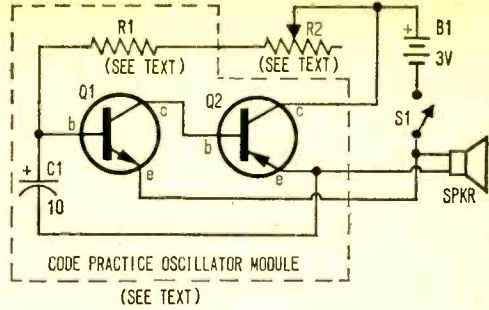 R1
R2
B1
+
(SEE TEXT)
(SEE TEXT)
3V
Q1
Q2
S1
c
c
b
b
+
C1
e
e
10
SPKR
CODE PRACTICE OSCILLATOR MODULE
(SEE TEXT)